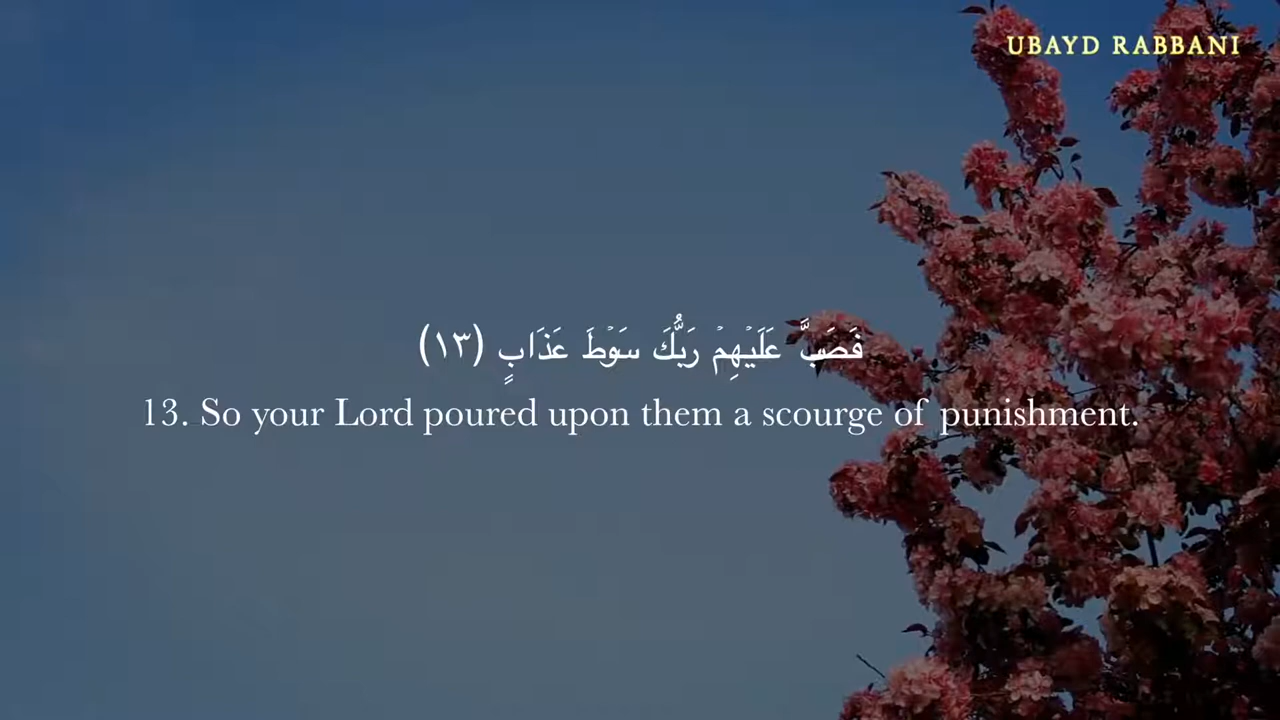 UBAYD RABBANI
فَصَبَّ عَلَيۡهِمۡ رَبُّكَ سَوۡطَ عَذَابٍ (١٣)
13. So your Lord poured upon them a scourge of punishment.